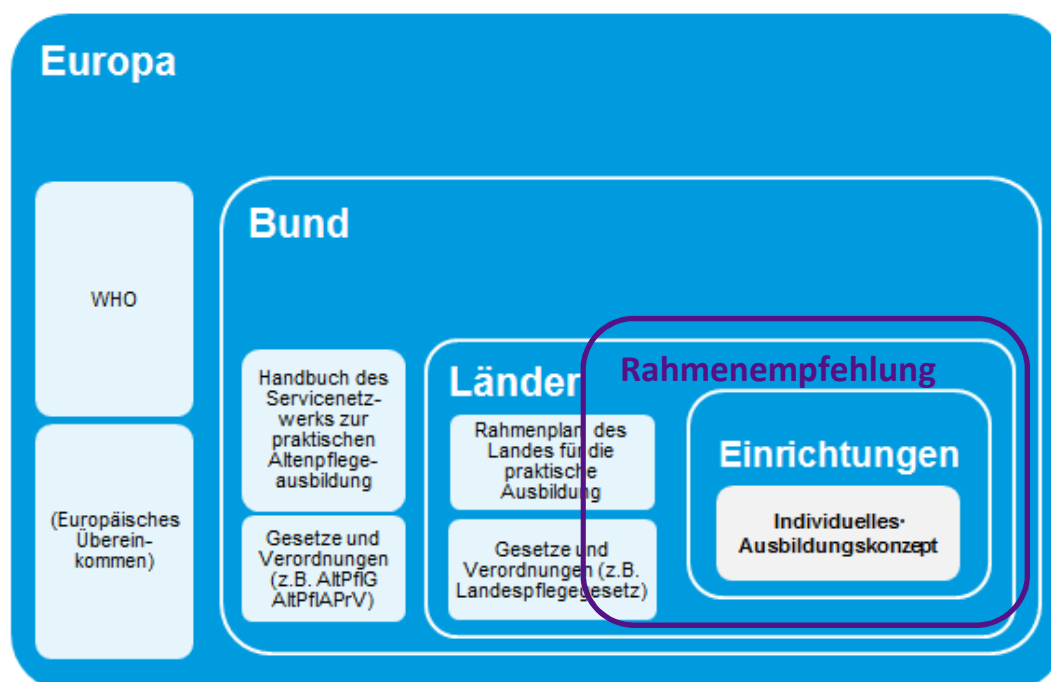 Europa
WHO
(Europäisches
Überein-
kommen)
Bund
Handbuch des
Servicenetz-
werks zur
praktischen
Altenpflege-
ausbildung
Gesetze und
Verordnungen
(z.B. AltPflG
AltPflAPrV)
Länder
Rahmenplan des
Landes für die
praktische
Ausbildung
Gesetze und
Verordnungen (z.B.
Landespflegegesetz)
Rahmenempfehlung
Einrichtungen
Individuelles·
Ausbildungskonzept